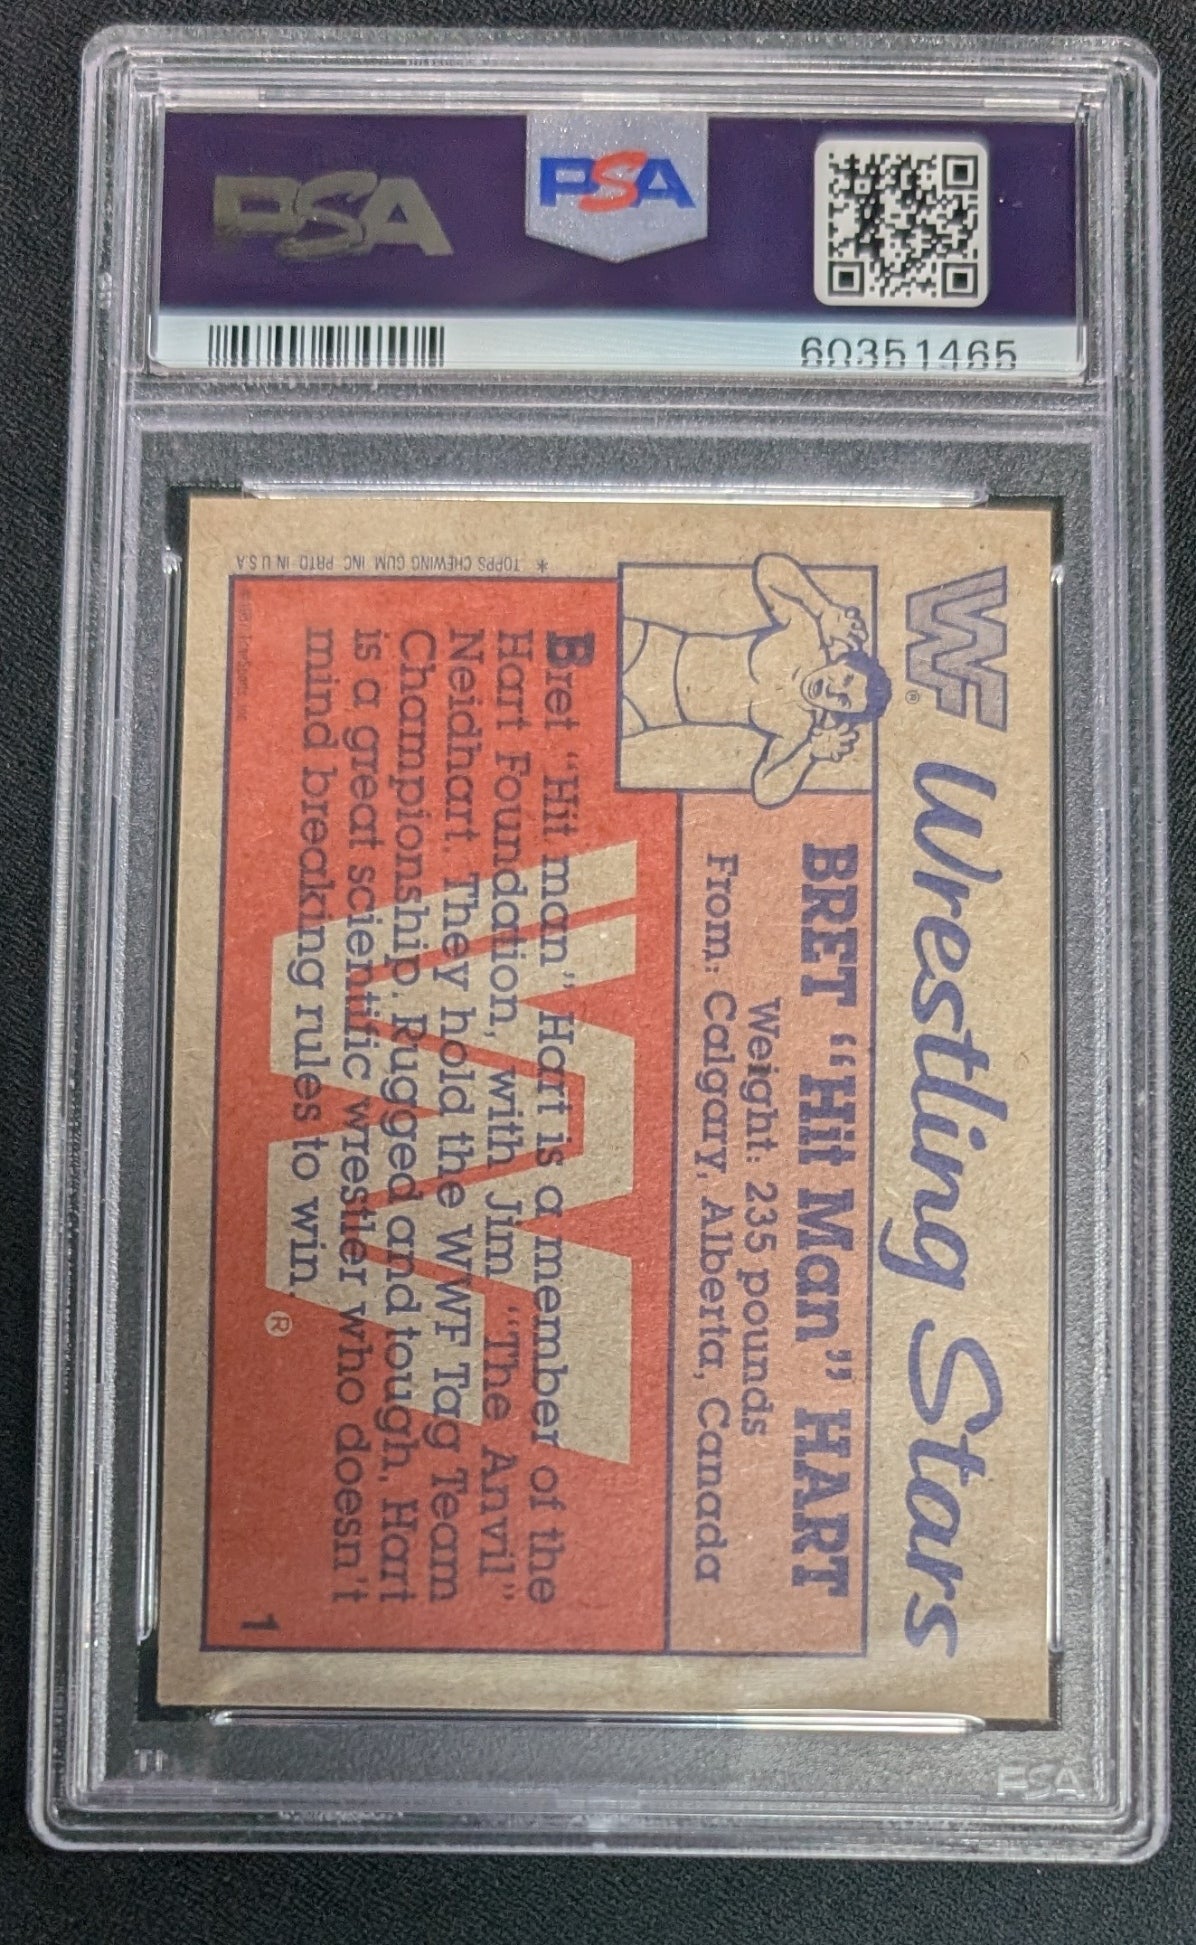 PSA
PSA
60351465
WF
®
Wrestling Stars
BRET "Hit Man" HART
Weight: 235 pounds
From: Calgary, Alberta, Canada
Bret "Hit man" Hart is a member of the
Hart Foundation, with Jim "The Anvil"
Neidhart. They hold the WWF Tag Team
Championship. Rugged and tough, Hart
is a great scientific wrestler who doesn't
mind breaking rules to win.
®
1
* TOPPS CHEWING GUM, INC. PRTD. IN U.S.A.
PSA